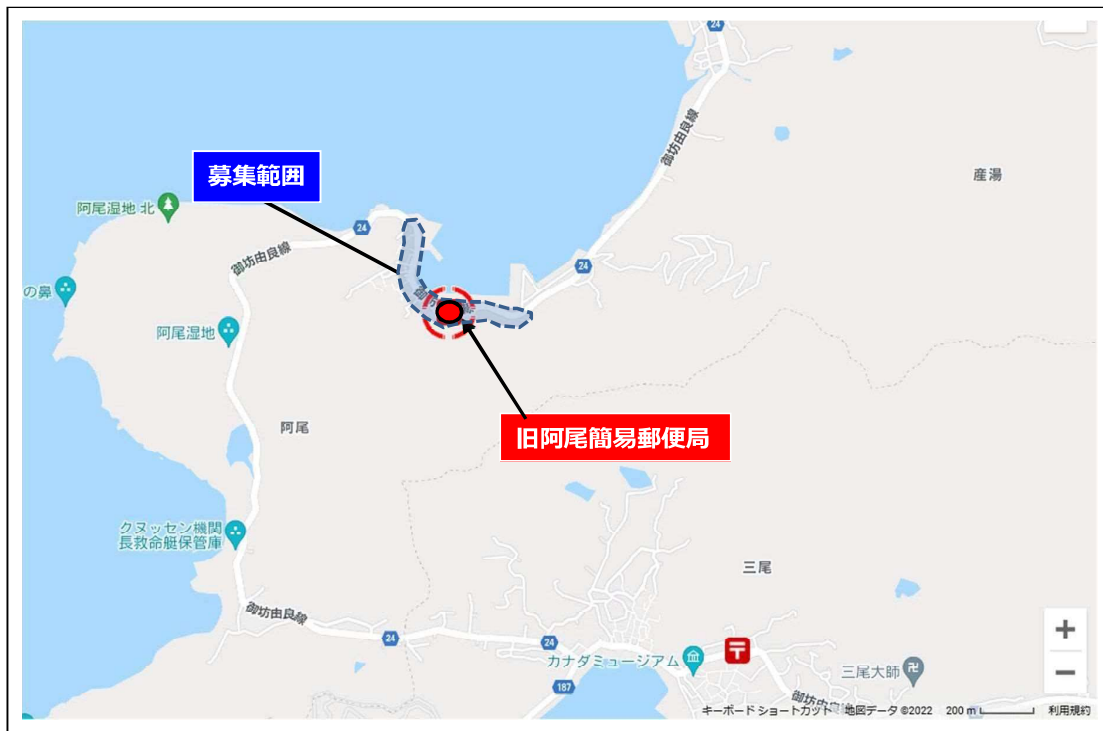 24
御坊由良線
産湯
募集範囲
阿尾湿地 北
24
御坊由良線
24
の鼻
阿尾湿地
旧阿尾簡易郵便局
阿尾
クヌッセン機関
長救命艇保管庫
三尾
御坊由良線
24
24
カナダミュージアム
三尾大師
187
御坊由良線
キーボード ショートカット
地図データ ©2022
200 m
利用規約